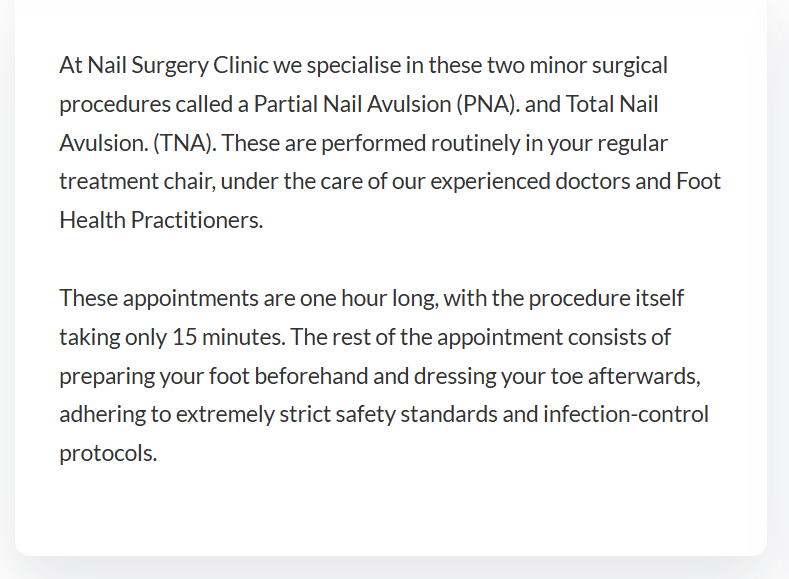 At Nail Surgery Clinic we specialise in these two minor surgical
procedures called a Partial Nail Avulsion (PNA). and Total Nail
Avulsion. (TNA). These are performed routinely in your regular
treatment chair, under the care of our experienced doctors and Foot
Health Practitioners.
These appointments are one hour long, with the procedure itself
taking only 15 minutes. The rest of the appointment consists of
preparing your foot beforehand and dressing your toe afterwards,
adhering to extremely strict safety standards and infection-control
protocols.